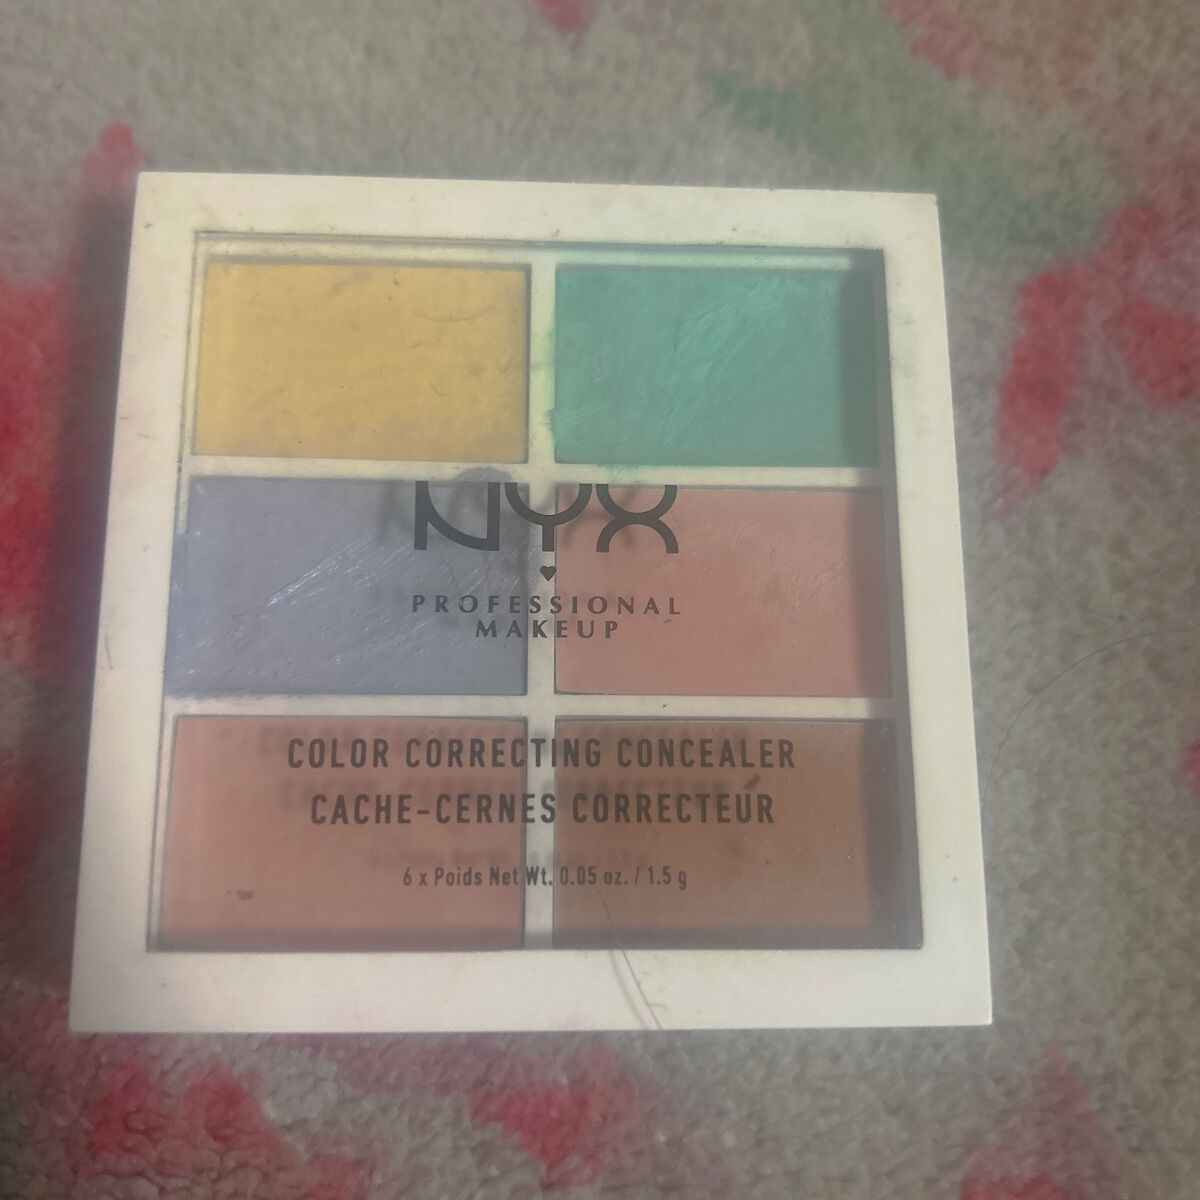 NYX
PROFESSIONAL
MAKEUP
COLOR CORRECTING CONCEALER
CACHE-CERNES CORRECTEUR
6 x Poids Net Wt. 0.05 oz. / 1.5 g